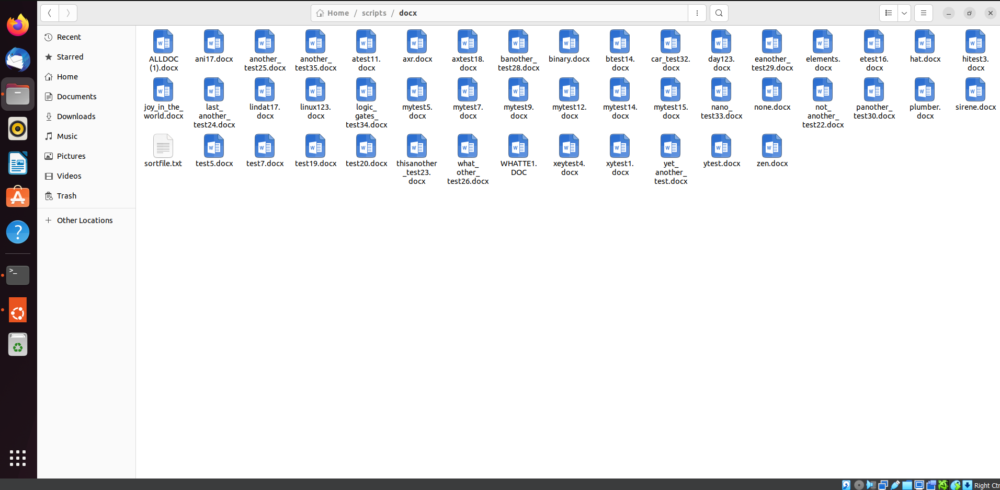 Home / scripts / docx
Recent
Starred
Home
Documents
Downloads
Music
Pictures
Videos
Trash
Other Locations
ALLDOC
(1).docx
ani17.docx
another_
test25.docx
another_
test35.docx
atest11.
docx
axr.docx
axtest18.
docx
banother_
test28.docx
binary.docx
btest14.
docx
car_test32.
docx
day123.
docx
eanother_
test29.docx
elements.
docx
etest16.
docx
hat.docx
hitest3.
docx
joy_in_the_
world.docx
last_
another_
test24.docx
lindat17.
docx
linux123.
docx
logic_
gates_
test34.docx
mytest5.
docx
mytest7.
docx
mytest9.
docx
mytest12.
docx
mytest14.
docx
mytest15.
docx
nano_
test33.docx
none.docx
not_
another_
test22.docx
panother_
test30.docx
plumber.
docx
sirene.docx
sortfile.txt
test5.docx
test7.docx
test19.docx
test20.docx
thisanother
_test23.
docx
what_
other_
test26.docx
WHATTE1.
DOC
xeytest4.
docx
xytest1.
docx
yet_
another_
test.docx
ytest.docx
zen.docx
Right Ctr